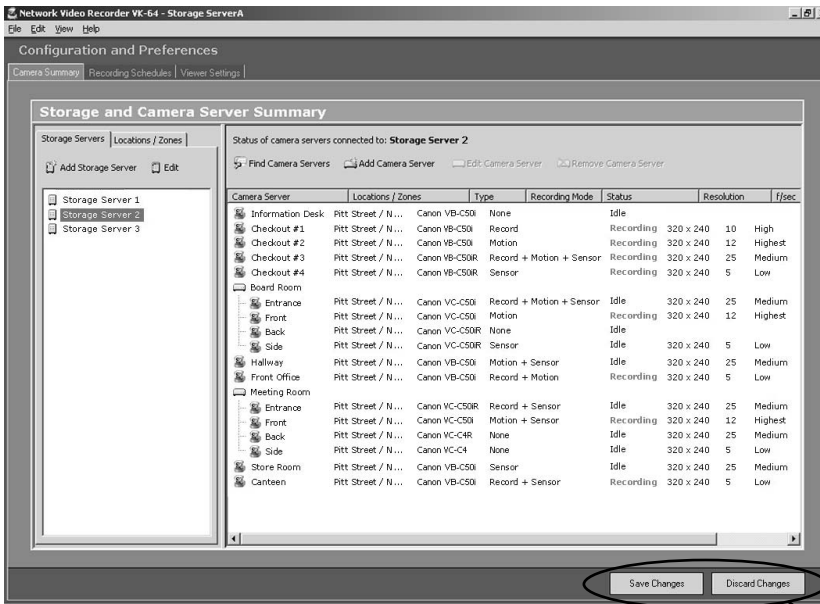 Network Video Recorder VK-64 - Storage ServerA
File Edit View Help
Configuration and Preferences
Camera Summary Recording Schedules Viewer Settings
Storage and Camera Server Summary
Storage Servers Locations / Zones
Add Storage Server Edit
Storage Server 1
Storage Server 2
Storage Server 3
Status of camera servers connected to: Storage Server 2
Find Camera Servers Add Camera Server Edit Camera Server Remove Camera Server
Camera Server Locations / Zones Type Recording Mode Status Resolution f/sec
Information Desk Pitt Street / N... Canon VB-C50i None Idle
Checkout #1 Pitt Street / N... Canon VB-C50i Record Recording 320 x 240 10 High
Checkout #2 Pitt Street / N... Canon VB-C50i Motion Recording 320 x 240 12 Highest
Checkout #3 Pitt Street / N... Canon VB-C50iR Record + Motion + Sensor Recording 320 x 240 25 Medium
Checkout #4 Pitt Street / N... Canon VB-C50iR Sensor Recording 320 x 240 5 Low
Board Room
Entrance Pitt Street / N... Canon VC-C50i Record + Motion + Sensor Idle 320 x 240 25 Medium
Front Pitt Street / N... Canon VC-C50i Motion Recording 320 x 240 12 Highest
Back Pitt Street / N... Canon VC-C50iR None Idle
Side Pitt Street / N... Canon VC-C50iR Sensor Idle 320 x 240 5 Low
Hallway Pitt Street / N... Canon VB-C50i Motion + Sensor Idle 320 x 240 25 Medium
Front Office Pitt Street / N... Canon VB-C50i Record + Motion Recording 320 x 240 5 Low
Meeting Room
Entrance Pitt Street / N... Canon VC-C50iR Record + Sensor Idle 320 x 240 25 Medium
Front Pitt Street / N... Canon VC-C50i Motion + Sensor Recording 320 x 240 12 Highest
Back Pitt Street / N... Canon VC-C4R None Idle 320 x 240 25 Medium
Side Pitt Street / N... Canon VC-C4 None Idle 320 x 240 5 Low
Store Room Pitt Street / N... Canon VB-C50i Sensor Idle 320 x 240 25 Medium
Canteen Pitt Street / N... Canon VB-C50i Record + Sensor Recording 320 x 240 5 Low
Save Changes Discard Changes